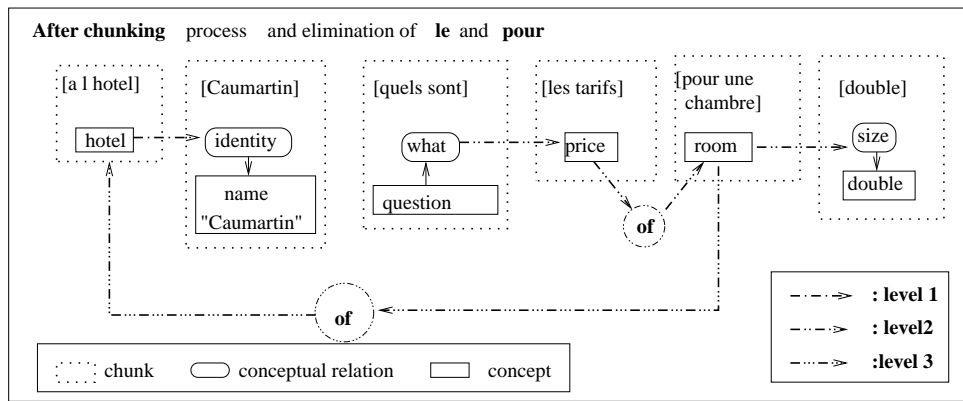 After chunking process and elimination of le and pour
[a l hotel]
[Caumartin]
[quels sont]
[les tarifs]
[pour une
chambre]
[double]
hotel
identity
what
price
room
size
name
"Caumartin"
question
double
of
of
: level 1
: level2
:level 3
chunk
conceptual relation
concept